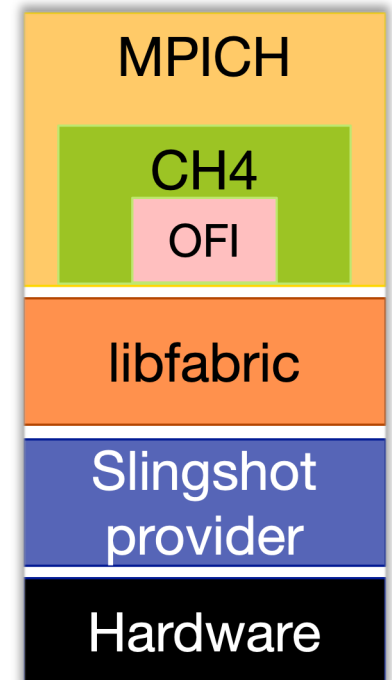 MPICH
CH4
OFI
libfabric
Slingshot
provider
Hardware